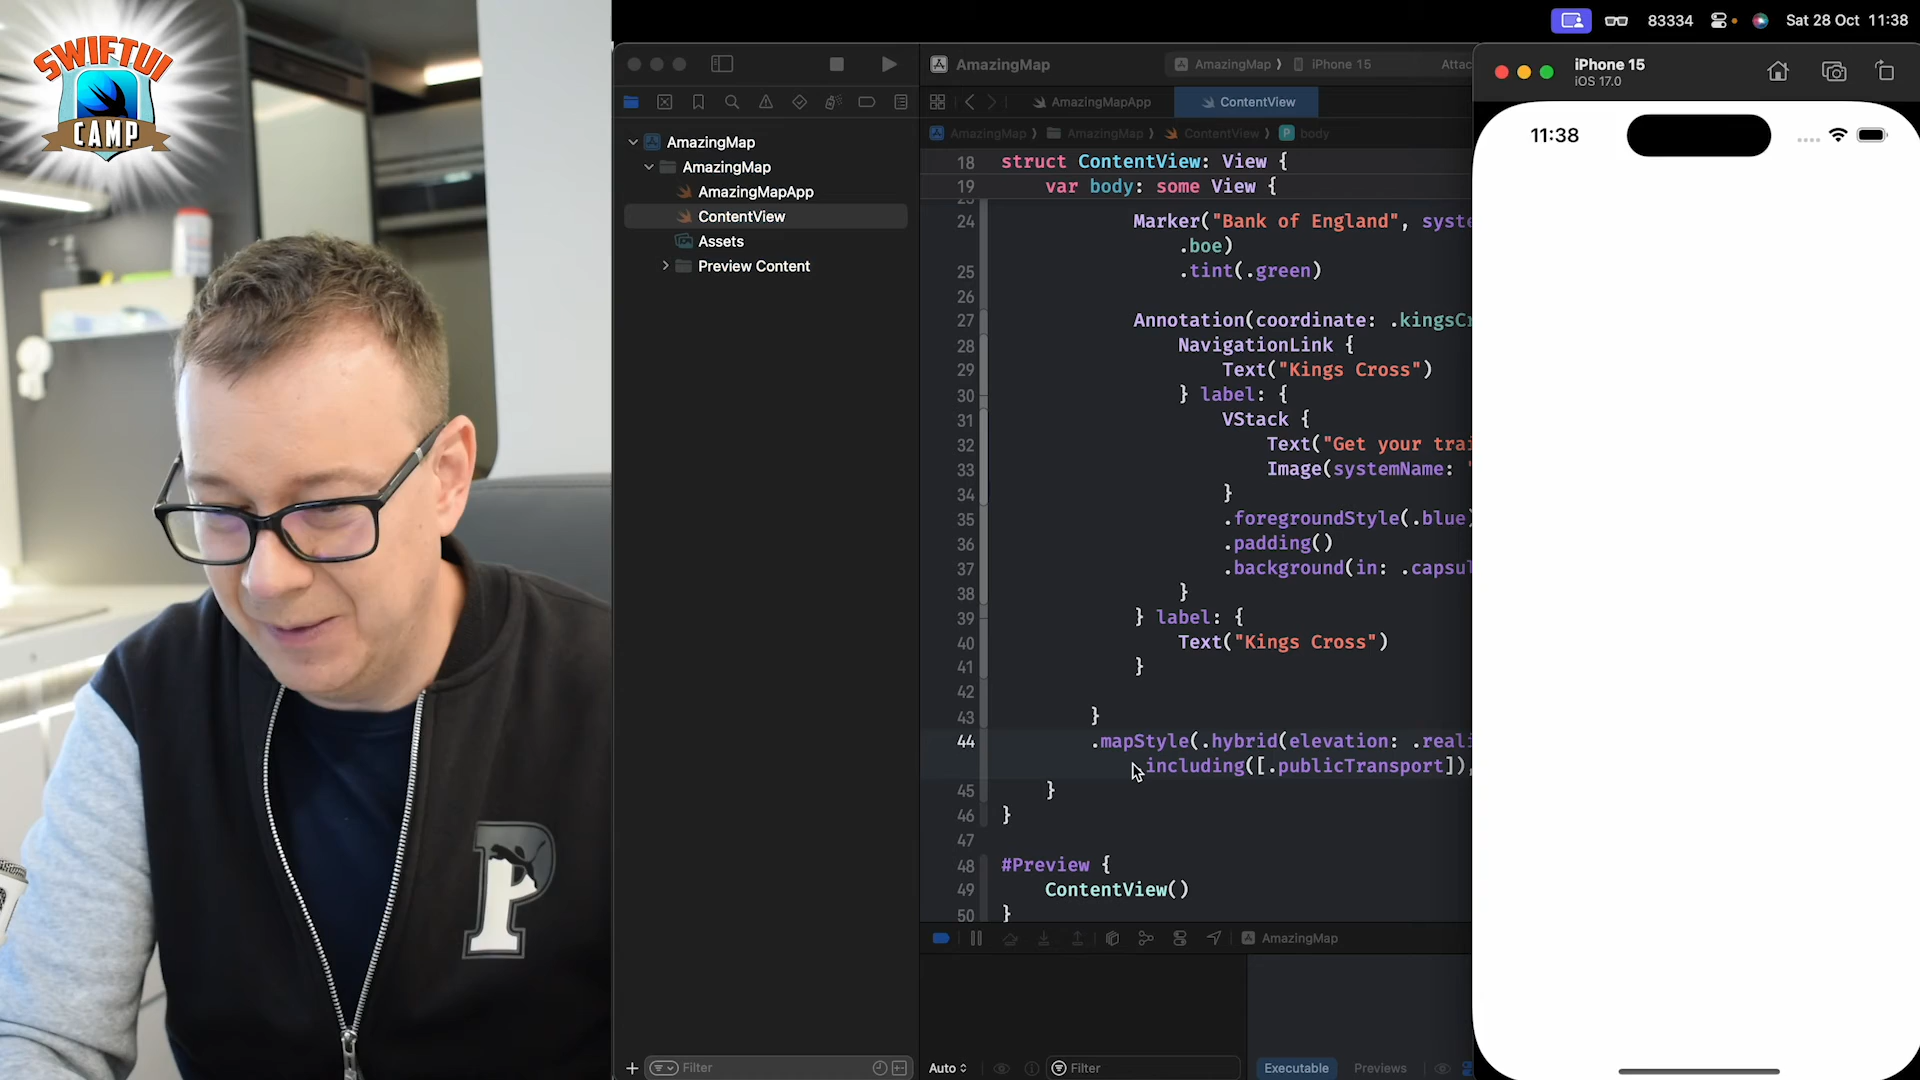 SWIFTUI
CAMP
P
83334
Sat 28 Oct 11:38
AmazingMap
AmazingMap
AmazingMapApp
ContentView
Assets
Preview Content
Filter
AmazingMap
AmazingMap
iPhone 15
AmazingMapApp
ContentView
AmazingMap
AmazingMap
ContentView
P body
18 struct ContentView: View {
19 var body: some View {
24 Marker("Bank of England",
.boe)
25 .tint(.green)
26
27 Annotation(coordinate:
28 NavigationLink {
29 Text("Kings Cross")
30 } label: {
31 VStack {
32 Text("Get your
33 Image(systemName:
34 }
35 .foregroundStyle(.blue)
36 .padding()
37 .background(in:
38 }
39 } label: {
40 Text("Kings Cross")
41 }
42
43 }
44 .mapStyle(.hybrid(elevation:
including([.publicTransport]),
45 }
46 }
47
48 #Preview {
49 ContentView()
50 }
AmazingMap
Auto
Filter
Executable
Previews
iPhone 15
iOS 17.0
11:38